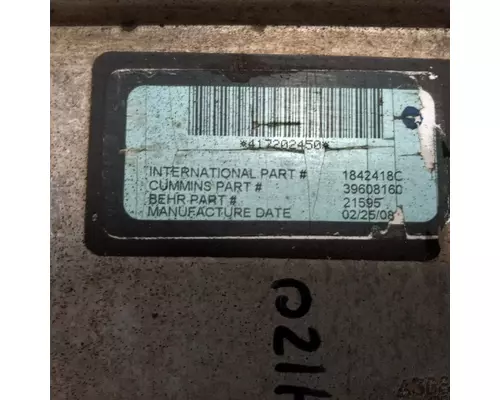 *417202450*
INTERNATIONAL PART # 1842418C
CUMMINS PART # 39608160
BEHR PART # 21595
MANUFACTURE DATE 02/25/08